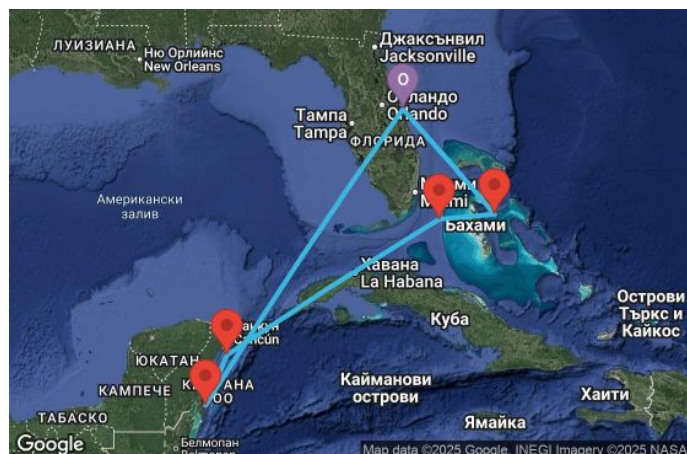 ЛУИЗИАНА
Ню Орлийнс
New Orleans
Джаксънвил
Jacksonville
O
Орландо
Orlando
Тампа
Tampa
ФЛОРИДА
Американски
залив
Miami
Бахами
Хавана
La Habana
Куба
Острови
Търкс и
Кайкос
Cancún
ЮКАТАН
КАМПЕЧЕ
ОО
ТАБАСКО
Кайманови
острови
Хаити
Ямайка
Белмопан
Google
Map data ©2025 Google, INEGI Imagery ©2025 NASA